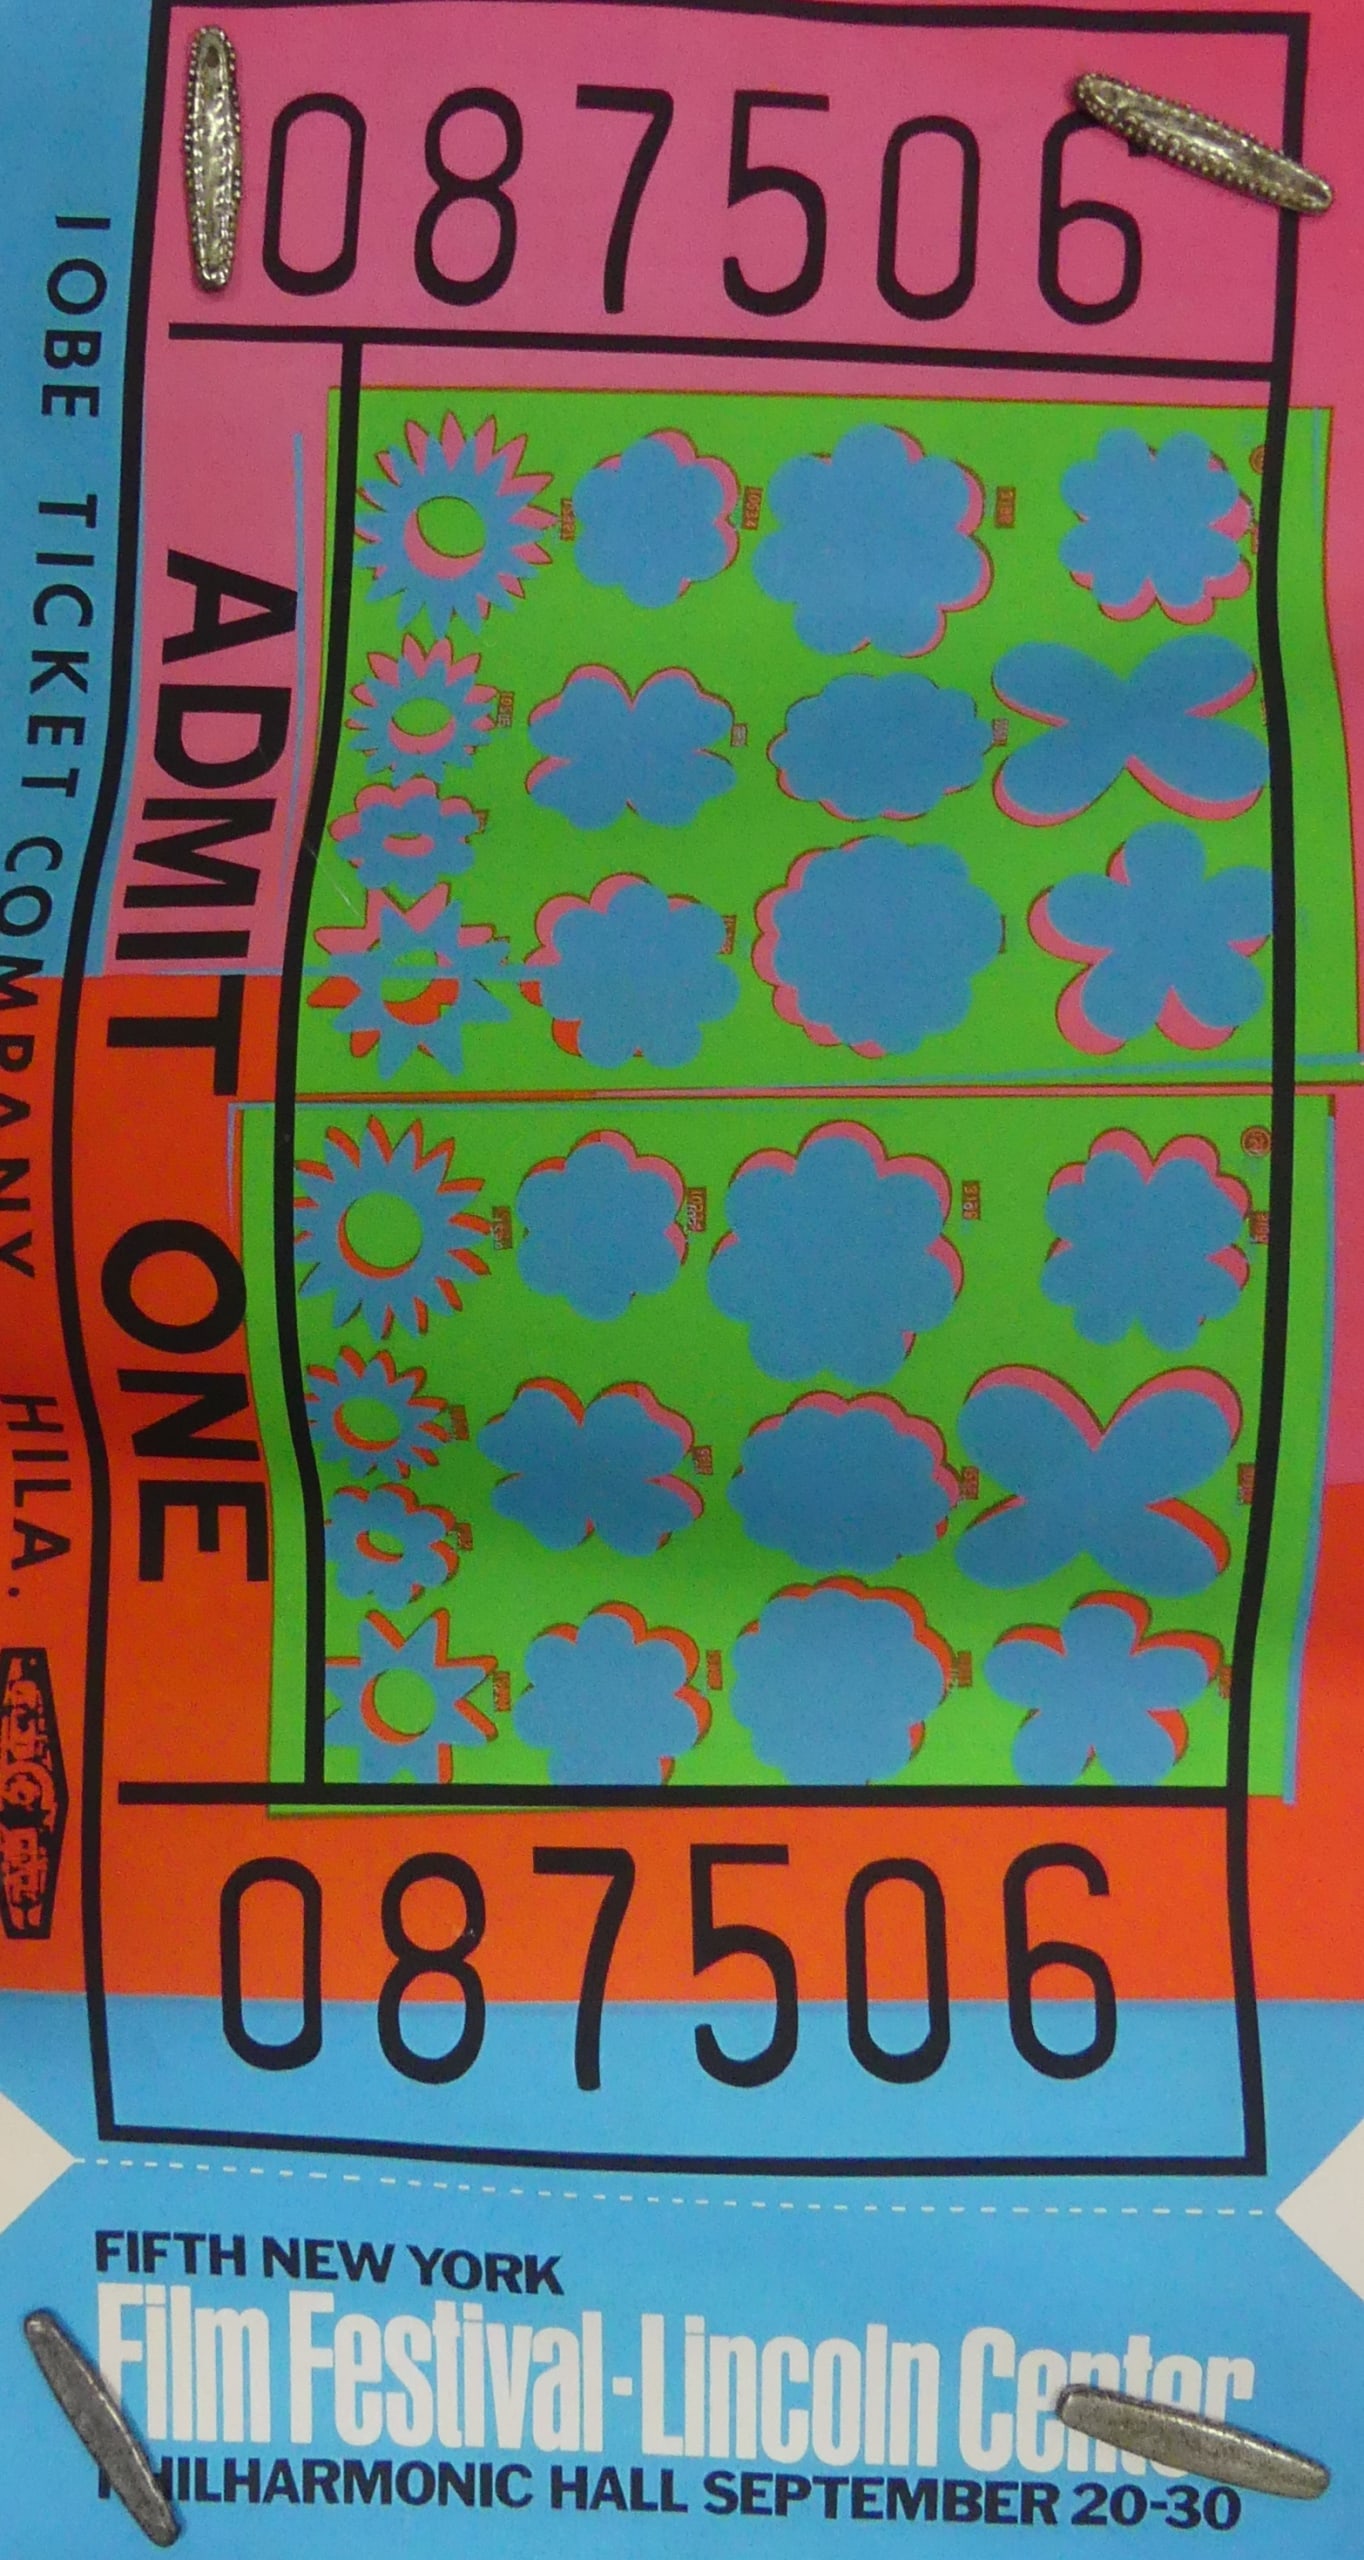 087506
IOBE TICKET COMPANY HILA.
ADMIT ONE
087506
FIFTH NEW YORK
Film Festival - Lincoln Center
PHILHARMONIC HALL SEPTEMBER 20-30